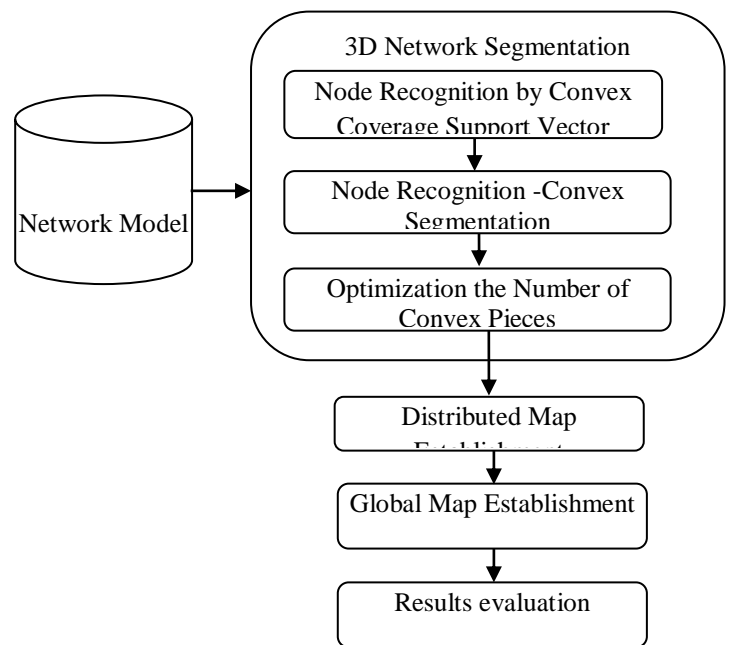 3D Network Segmentation
Node Recognition by Convex
Coverage Support Vector
Network Model
Node Recognition -Convex
Segmentation
Optimization the Number of
Convex Pieces
Distributed Map
Establishment
Global Map Establishment
Results evaluation